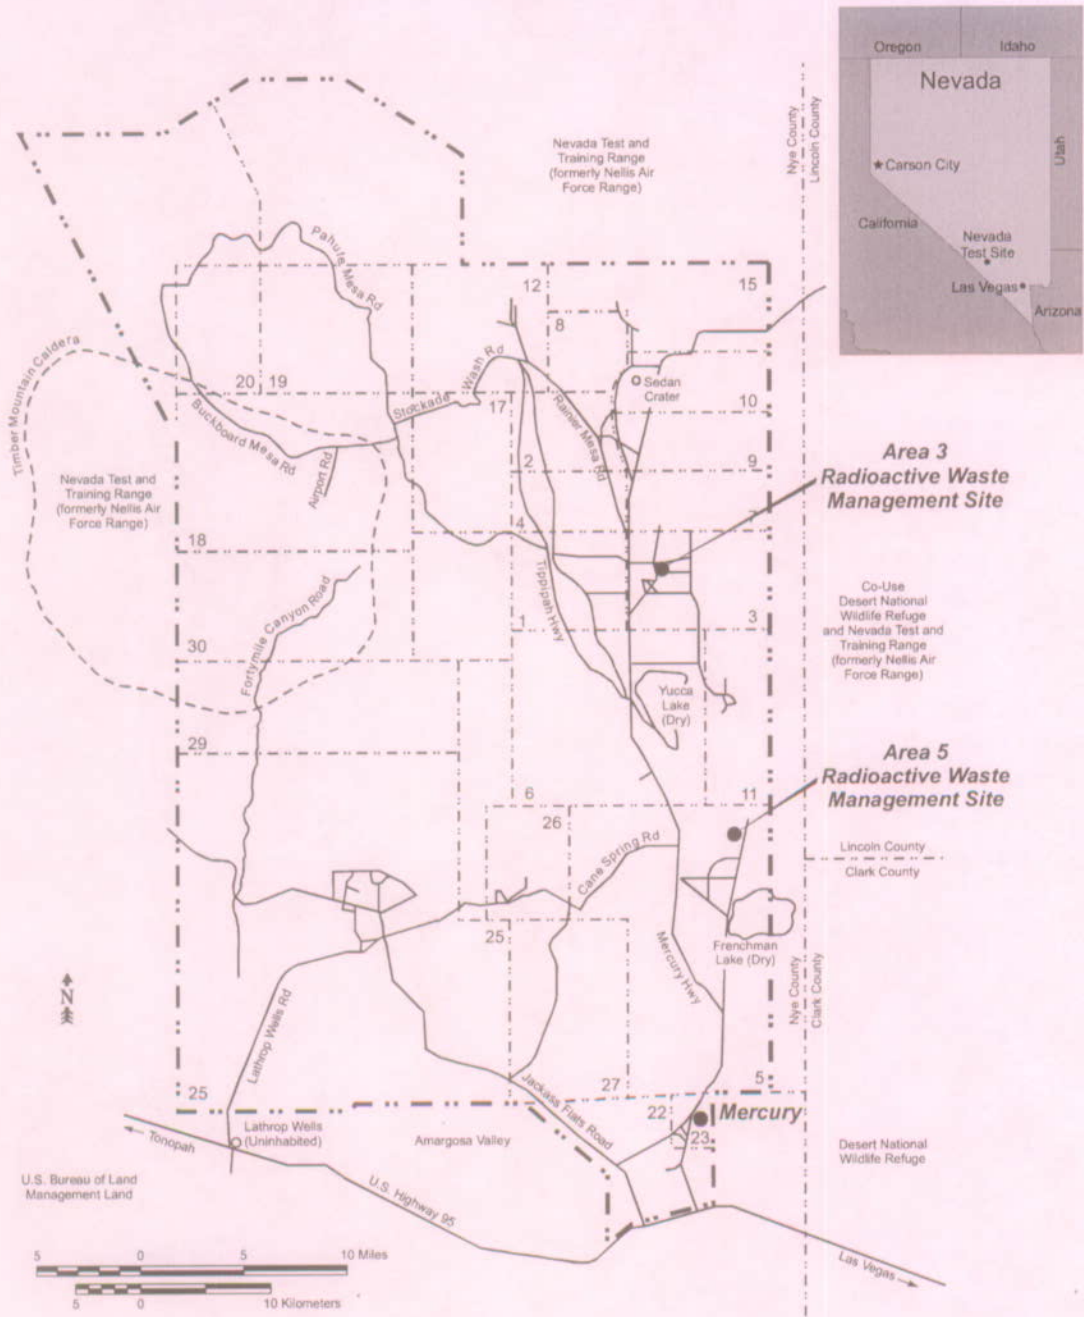 Oregon
Idaho
Nevada
Utah
Carson City
California
Nevada
Test Site
Las Vegas
Arizona
Nye County
Lincoln County
Nevada Test and
Training Range
(formerly Nellis Air
Force Range)
Pahute Mesa Rd
12
15
8
Timber Mountain Caldera
Stockade Wash Rd
Sedan
Crater
20
19
17
10
Buckboard Mesa Rd
Rainier Mesa Rd
Airport Rd
2
9
Area 3
Radioactive Waste
Management Site
Nevada Test and
Training Range
(formerly Nellis Air
Force Range)
4
7
18
Tippipah Hwy
Fortymile Canyon Road
Co-Use
Desert National
Wildlife Refuge
and Nevada Test and
Training Range
(formerly Nellis Air
Force Range)
1
3
30
Yucca
Lake
(Dry)
29
Area 5
Radioactive Waste
Management Site
6
11
26
Cane Spring Rd
Lincoln County
Clark County
25
Mercury Hwy
Frenchman
Lake (Dry)
Nye County
Clark County
N
Lathrop Wells Rd
25
27
5
Jackass Flats Road
22
Mercury
23
Tonopah
Lathrop Wells
(Uninhabited)
Amargosa Valley
Desert National
Wildlife Refuge
U.S. Bureau of Land
Management Land
U.S. Highway 95
Las Vegas
5 0 5 10 Miles
5 0 10 Kilometers